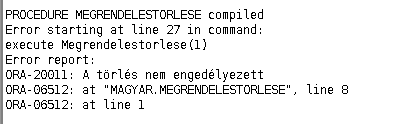 PROCEDURE MEGRENDELESTORLESE compiled
Error starting at line 27 in command:
execute Megrendelestorlese(1)
Error report:
ORA-20011: A törlés nem engedélyezett
ORA-06512: at "MAGYAR.MEGRENDELESTORLESE", line 8
ORA-06512: at line 1